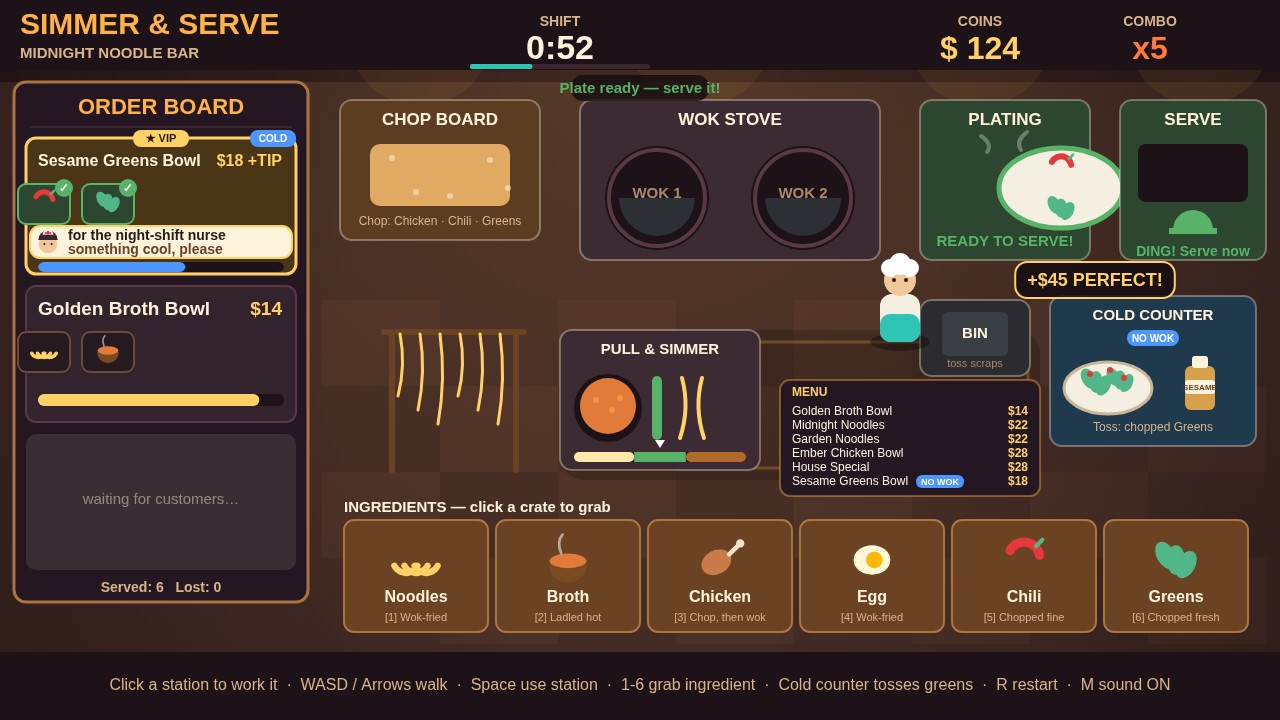 SIMMER & SERVE
MIDNIGHT NOODLE BAR
SHIFT
0:52
COINS
$ 124
COMBO
x5
Plate ready — serve it!
ORDER BOARD
★ VIP
COLD
Sesame Greens Bowl $18 +TIP
for the night-shift nurse
something cool, please
Golden Broth Bowl $14
waiting for customers…
Served: 6 Lost: 0
CHOP BOARD
Chop: Chicken · Chili · Greens
WOK STOVE
WOK 1
WOK 2
PLATING
READY TO SERVE!
SERVE
DING! Serve now
+$45 PERFECT!
PULL & SIMMER
BIN
toss scraps
COLD COUNTER
NO WOK
SESAME
Toss: chopped Greens
MENU
Golden Broth Bowl $14
Midnight Noodles $22
Garden Noodles $22
Ember Chicken Bowl $28
House Special $28
Sesame Greens Bowl NO WOK $18
INGREDIENTS — click a crate to grab
Noodles
[1] Wok-fried
Broth
[2] Ladled hot
Chicken
[3] Chop, then wok
Egg
[4] Wok-fried
Chili
[5] Chopped fine
Greens
[6] Chopped fresh
Click a station to work it · WASD / Arrows walk · Space use station · 1-6 grab ingredient · Cold counter tosses greens · R restart · M sound ON